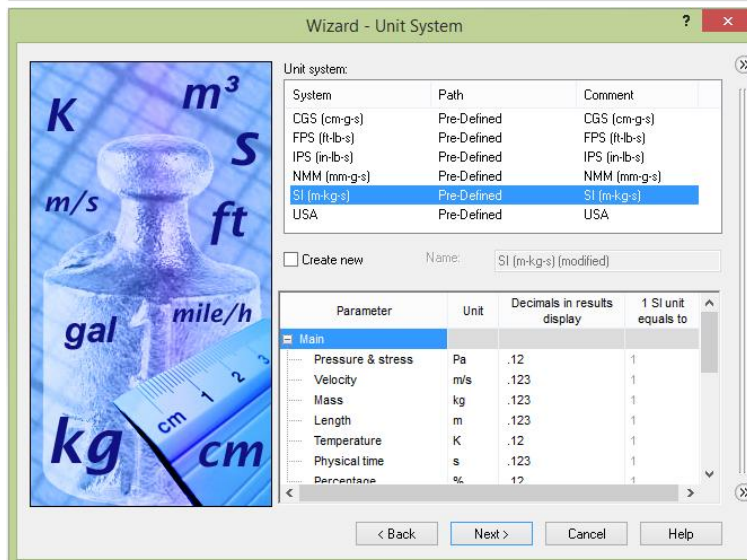 Wizard - Unit System
? ×
K
m³
S
m/s
ft
gal
mile/h
cm 1 2 3
kg
cm
Unit system:
System Path Comment
CGS (cm-g-s) Pre-Defined CGS (cm-g-s)
FPS (ft-lb-s) Pre-Defined FPS (ft-lb-s)
IPS (in-lb-s) Pre-Defined IPS (in-lb-s)
NMM (mm-g-s) Pre-Defined NMM (mm-g-s)
SI (m-kg-s) Pre-Defined SI (m-kg-s)
USA Pre-Defined USA
Create new Name: SI (m-kg-s) (modified)
Parameter Unit Decimals in results display 1 SI unit equals to
Main
Pressure & stress Pa .12 1
Velocity m/s .123 1
Mass kg .123 1
Length m .123 1
Temperature K .12 1
Physical time s .123 1
Percentage % .12 1
< Back Next > Cancel Help